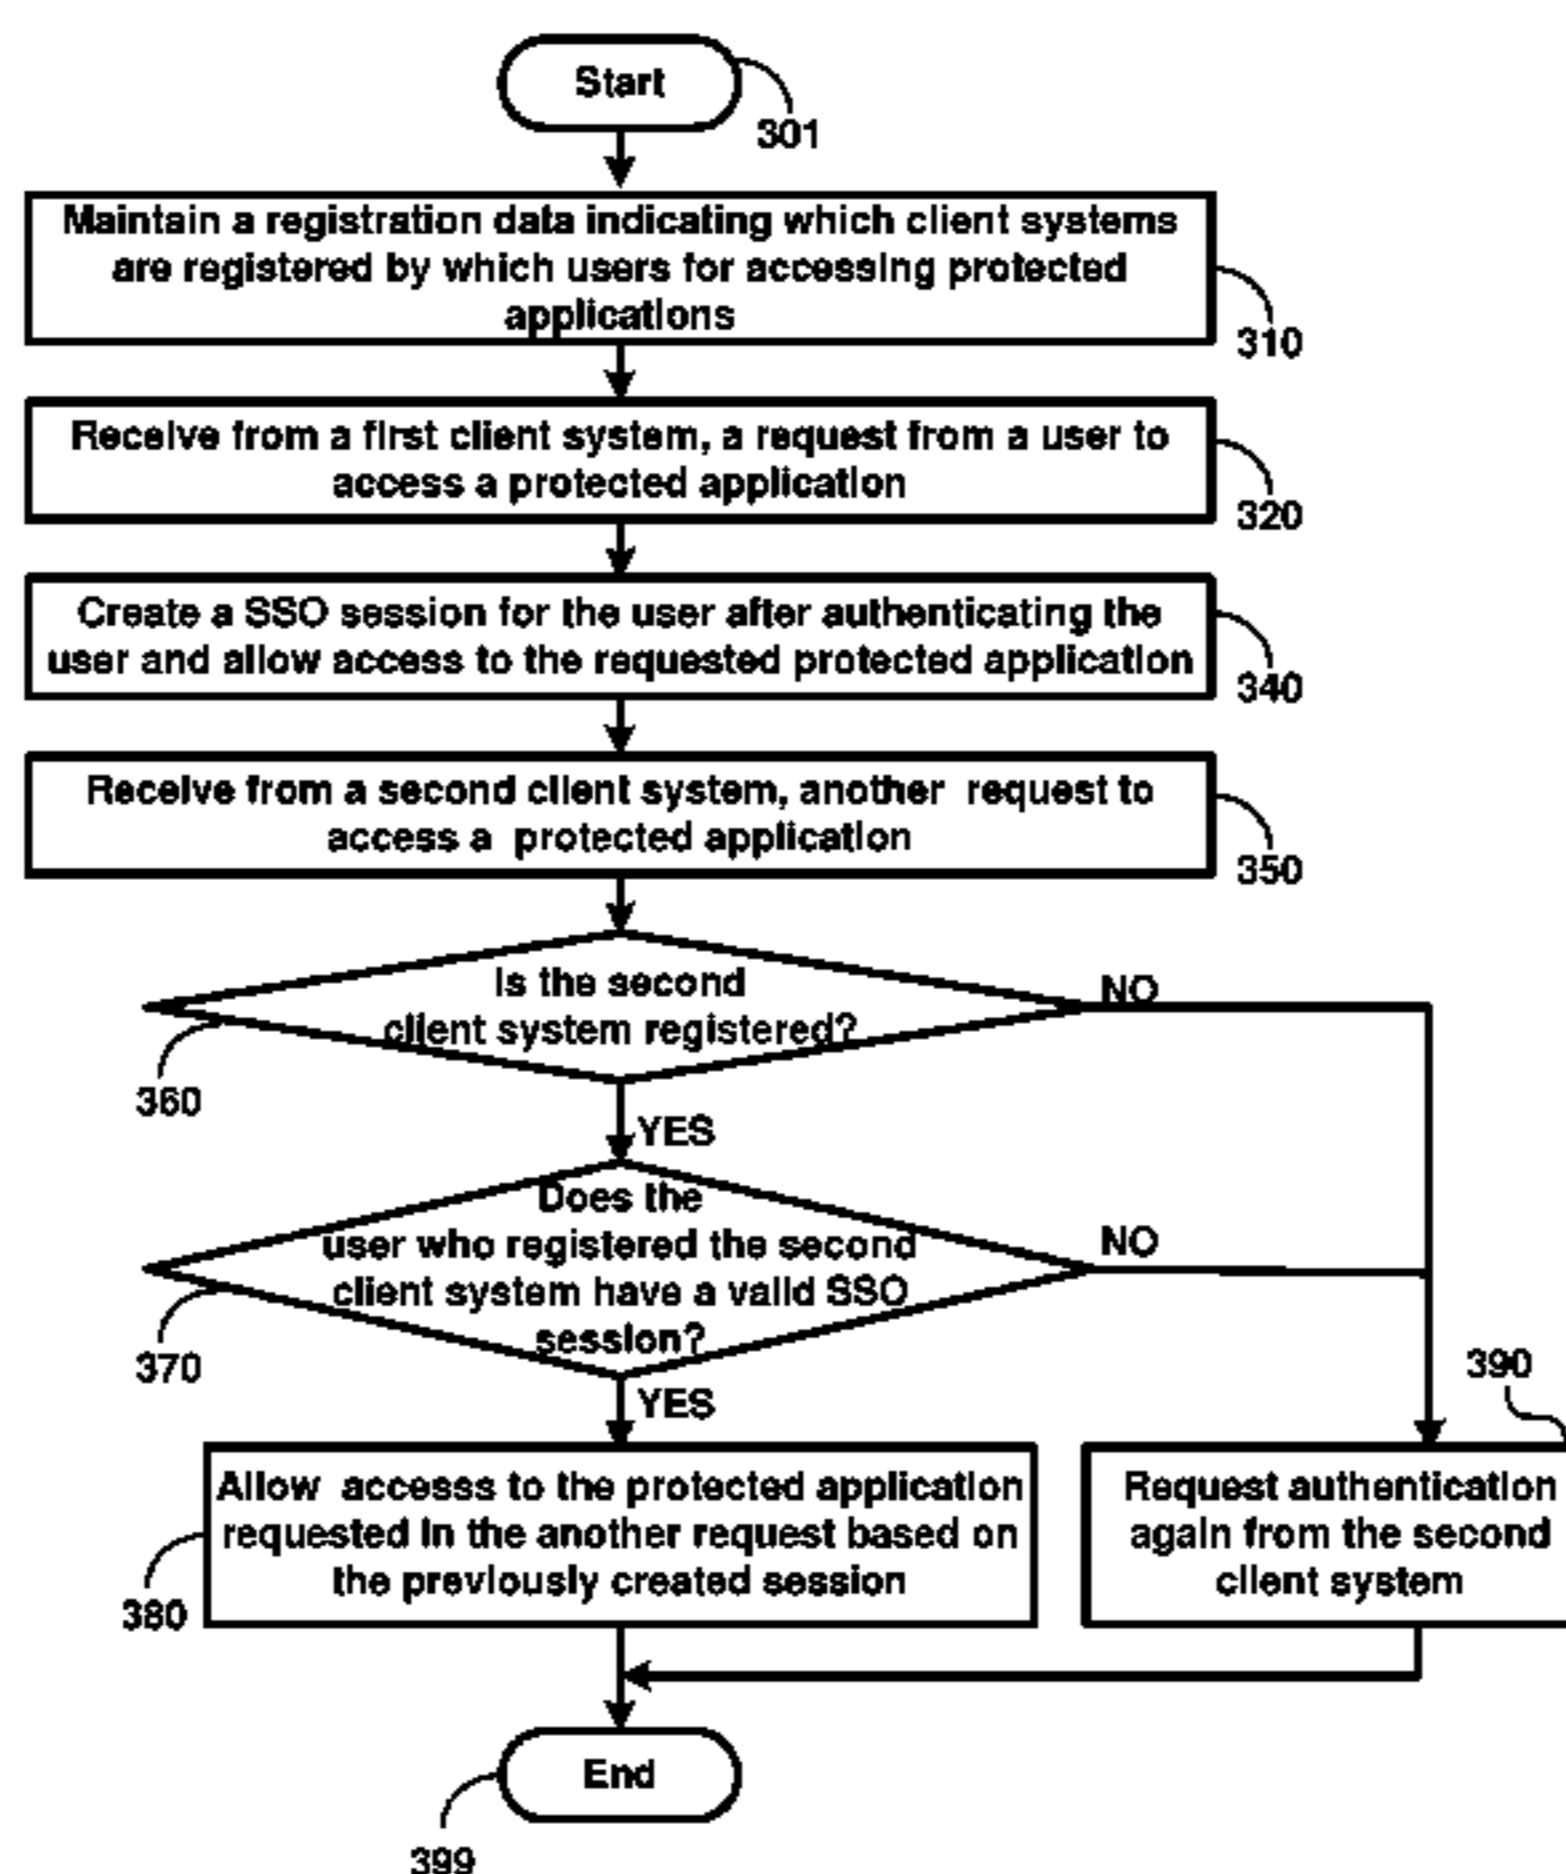 Start
301
Maintain a registration data indicating which client systems
are registered by which users for accessing protected
applications
310
Receive from a first client system, a request from a user to
access a protected application
320
Create a SSO session for the user after authenticating the
user and allow access to the requested protected application
340
Receive from a second client system, another request to
access a protected application
350
Is the second
client system registered?
NO
360
YES
Does the
user who registered the second
client system have a valid SSO
session?
NO
370
YES
390
Allow accesss to the protected application
requested in the another request based on
the previously created session
380
Request authentication
again from the second
client system
End
399